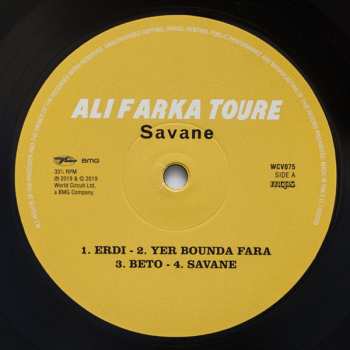 ALI FARKA TOURE
Savane
BMG
33⅓ RPM
℗ 2019 & © 2019
World Circuit Ltd.
a BMG Company.
WCV075
SIDE A
1. ERDI - 2. YER BOUNDA FARA
3. BETO - 4. SAVANE